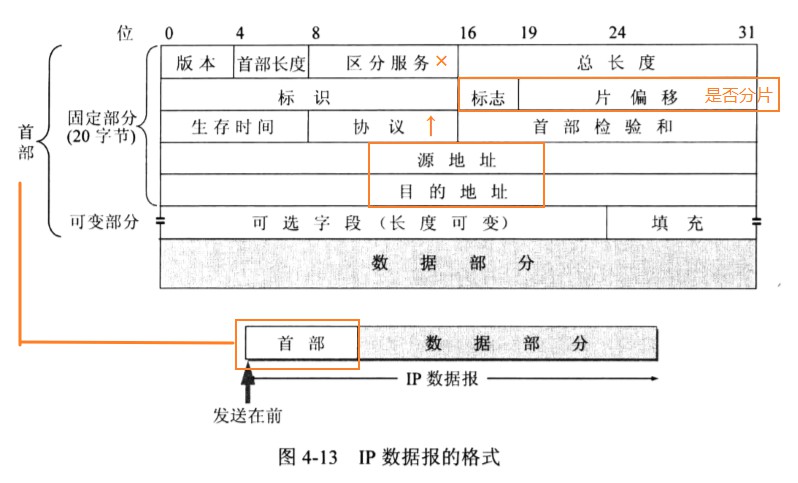 位 0 4 8 16 19 24 31
版本 首部长度 区分服务 × 总长度
标识 标志 片偏移 是否分片
生存时间 协议 ↑ 首部检验和
源地址
目的地址
可选字段（长度可变） 填充
数据部分
首部
固定部分
(20字节)
可变部分
首部 数据部分
IP 数据报
发送在前
图 4-13 IP 数据报的格式